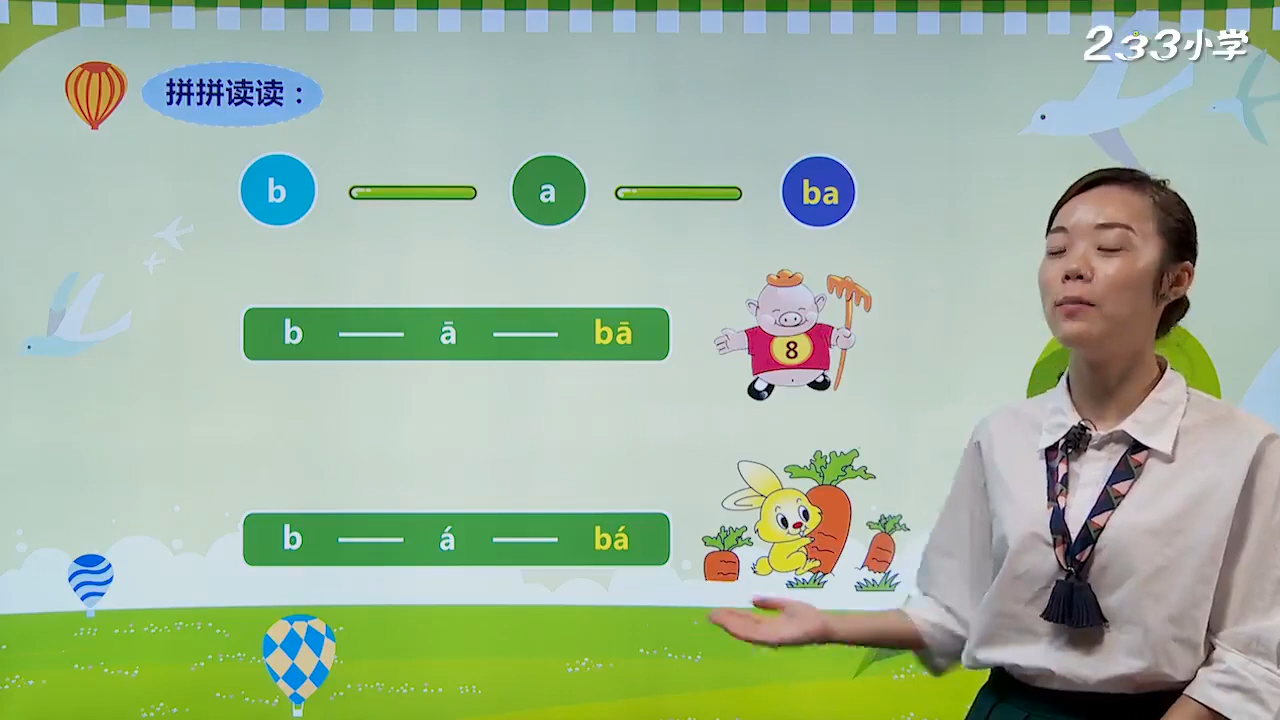 233小学
拼拼读读：
b a ba
b — ā — bā
8
b — á — bá